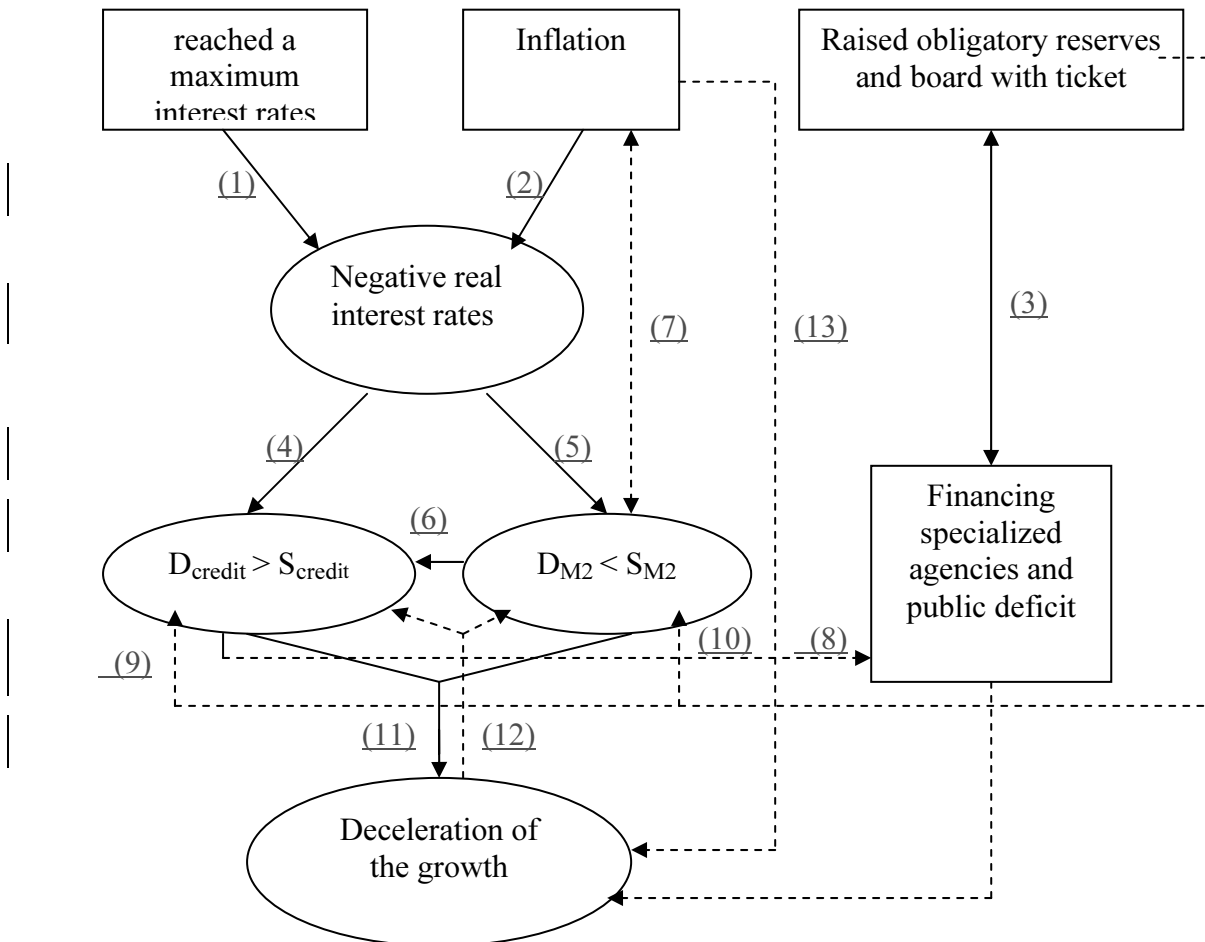 reached a
maximum
interest rates
Inflation
Raised obligatory reserves
and board with ticket
(1)
(2)
Negative real
interest rates
(7)
(13)
(3)
(4)
(5)
Financing
specialized
agencies and
public deficit
(6)
Dcredit > Scredit
DM2 < SM2
(9)
(10)
(8)
(11)
(12)
Deceleration of
the growth